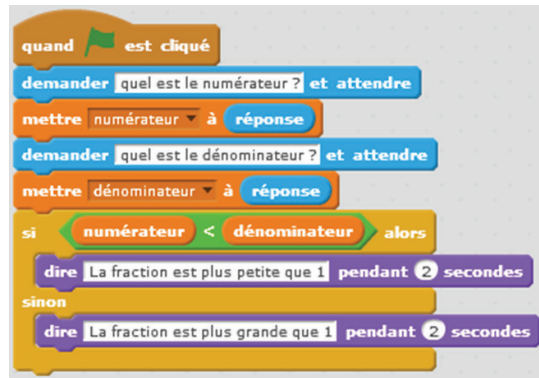 quand est cliqué
demander quel est le numérateur ? et attendre
mettre numérateur à réponse
demander quel est le dénominateur ? et attendre
mettre dénominateur à réponse
si numérateur < dénominateur alors
dire La fraction est plus petite que 1 pendant 2 secondes
sinon
dire La fraction est plus grande que 1 pendant 2 secondes